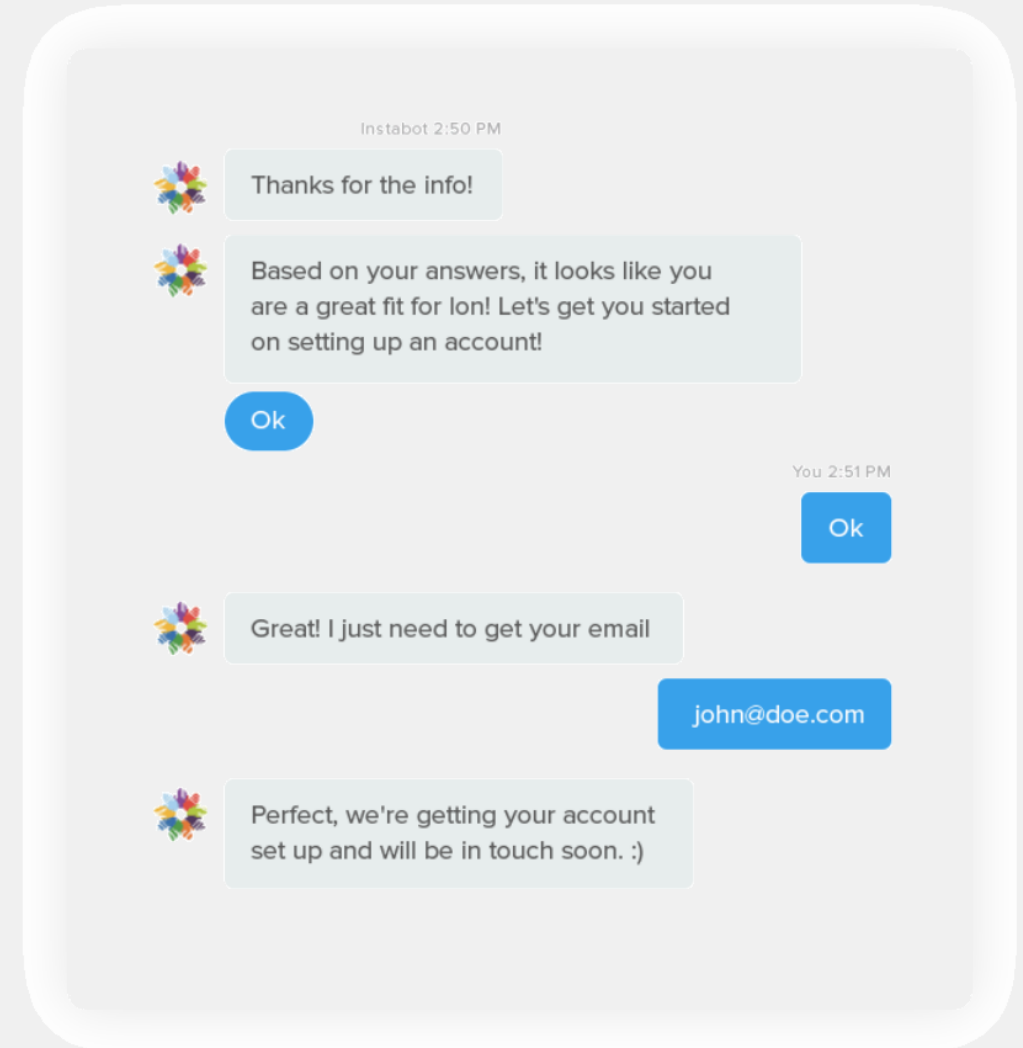 Instabot 2:50 PM
Thanks for the info!
Based on your answers, it looks like you
are a great fit for Ion! Let's get you started
on setting up an account!
Ok
You 2:51 PM
Ok
Great! I just need to get your email
john@doe.com
Perfect, we're getting your account
set up and will be in touch soon. :)